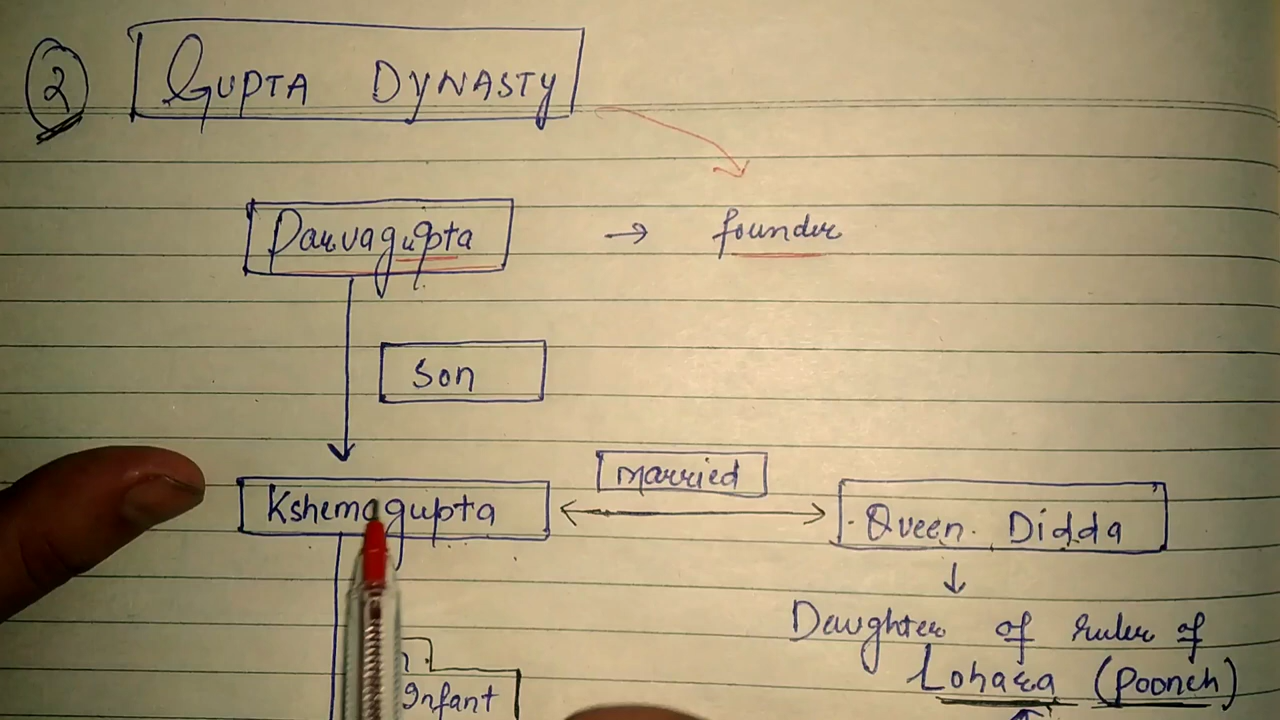 2 GUPTA DYNASTY
Parvagupta → founder
Son
Kshemagupta
married
Queen Didda
Daughter of ruler of
Lohara (Poonch)
Infant